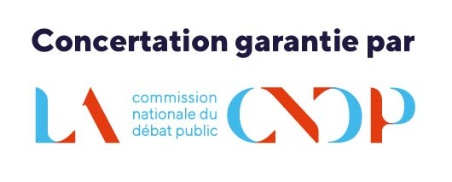 Concertation garantie par
LA commission nationale du débat public CNDP